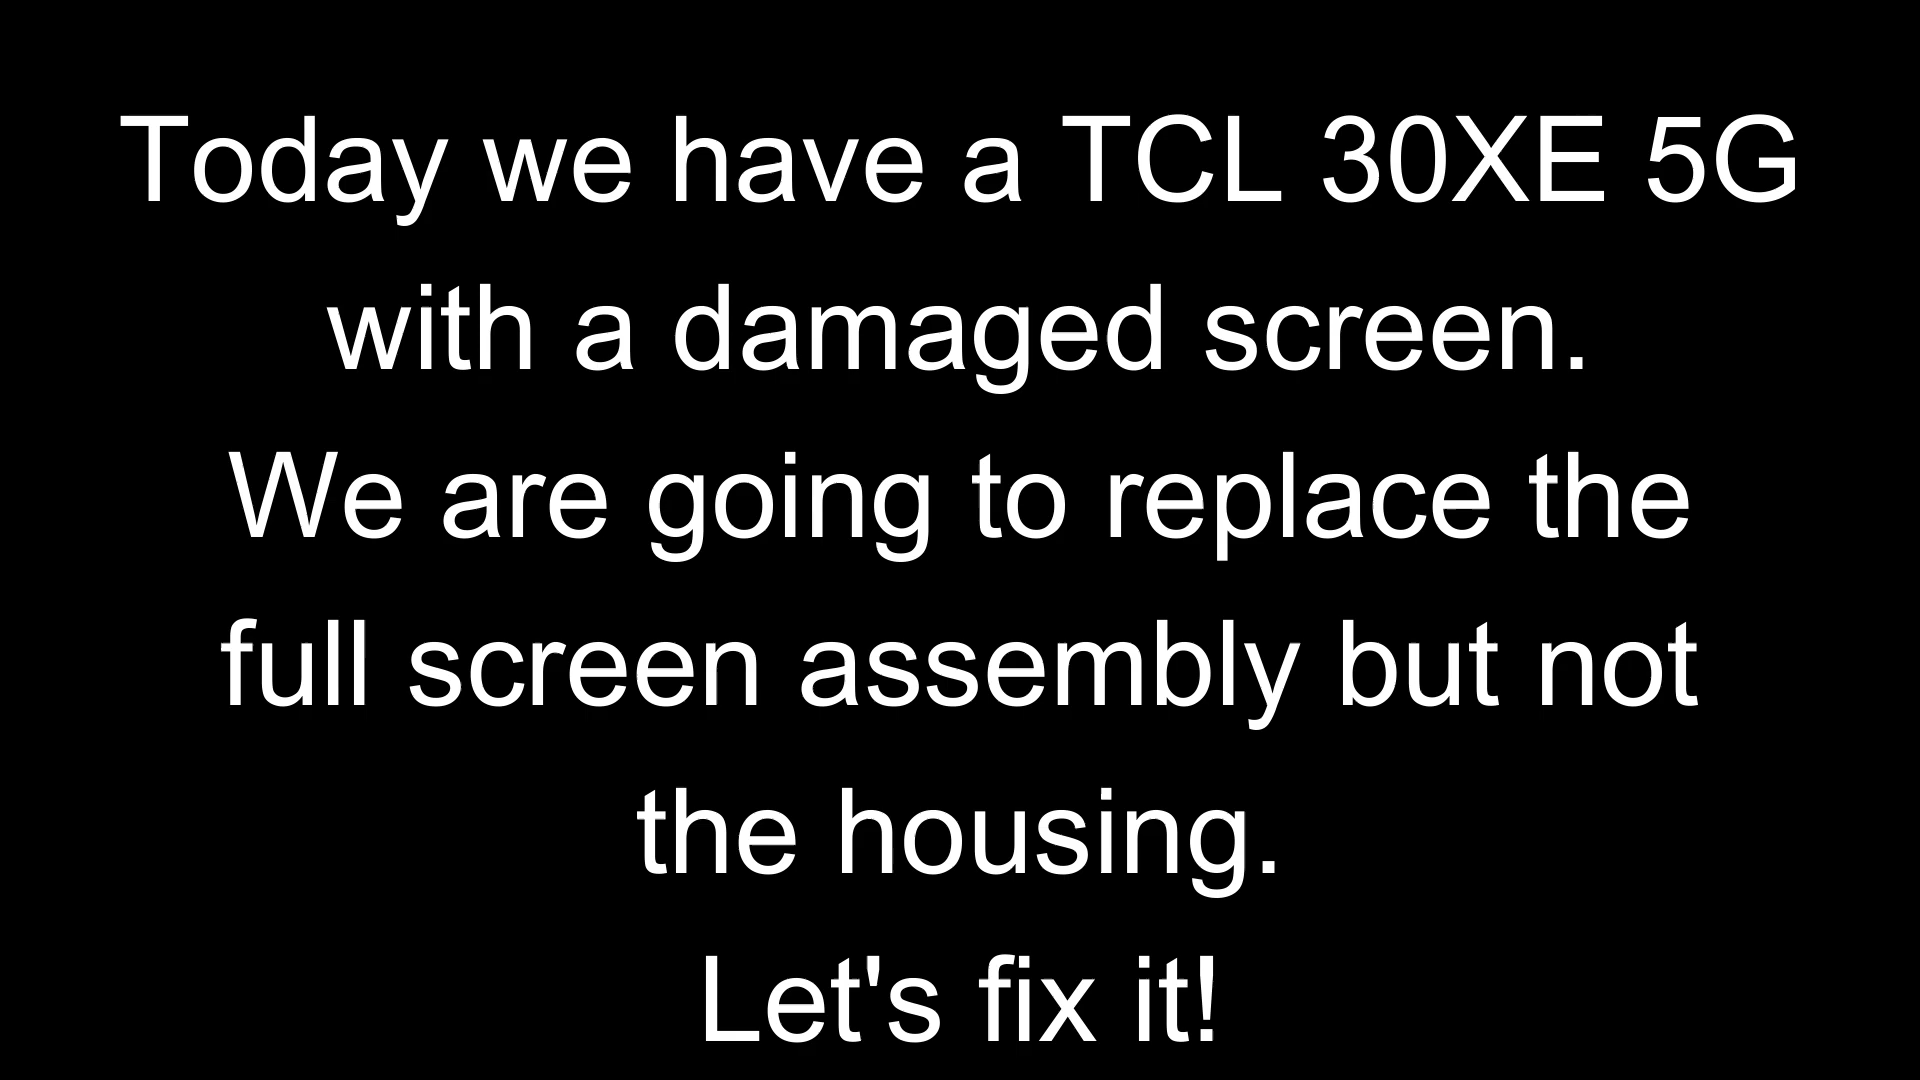 Today we have a TCL 30XE 5G
with a damaged screen.
We are going to replace the
full screen assembly but not
the housing.
Let's fix it!